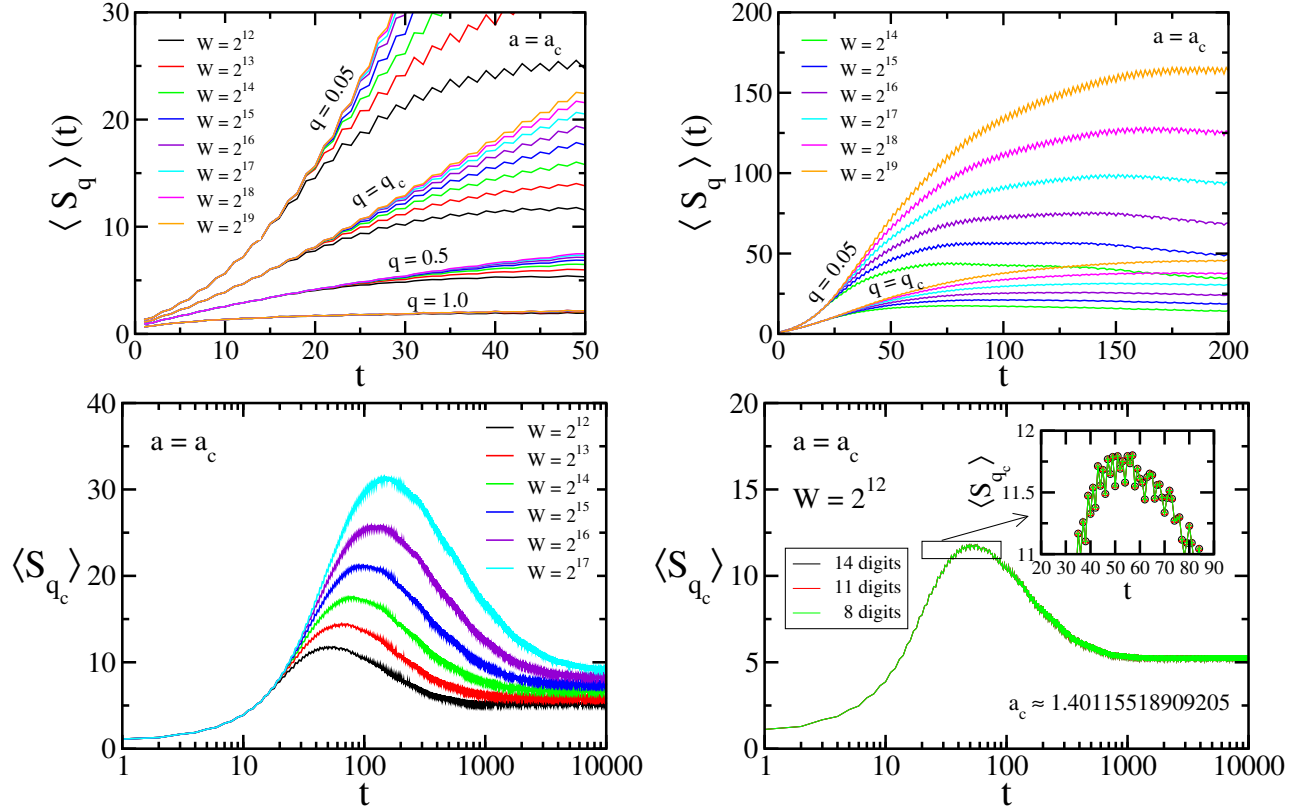 30
20
10
0
0
10
20
30
40
50
⟨ S_q ⟩ (t)
t
W = 2^12
W = 2^13
W = 2^14
W = 2^15
W = 2^16
W = 2^17
W = 2^18
W = 2^19
a = a_c
q = 0.05
q = q_c
q = 0.5
q = 1.0
200
150
100
50
0
50
100
150
200
⟨ S_q ⟩ (t)
t
W = 2^14
W = 2^15
W = 2^16
W = 2^17
W = 2^18
W = 2^19
a = a_c
q = 0.05
q = q_c
40
30
20
10
0
1
10
100
1000
10000
⟨S_q_c⟩
t
a = a_c
W = 2^12
W = 2^13
W = 2^14
W = 2^15
W = 2^16
W = 2^17
20
15
10
5
0
1
10
100
1000
10000
⟨S_q_c⟩
t
a = a_c
W = 2^12
14 digits
11 digits
8 digits
a_c ≈ 1.40115518909205
12
11.5
11
20 30 40 50 60 70 80 90
⟨S_q_c⟩
t